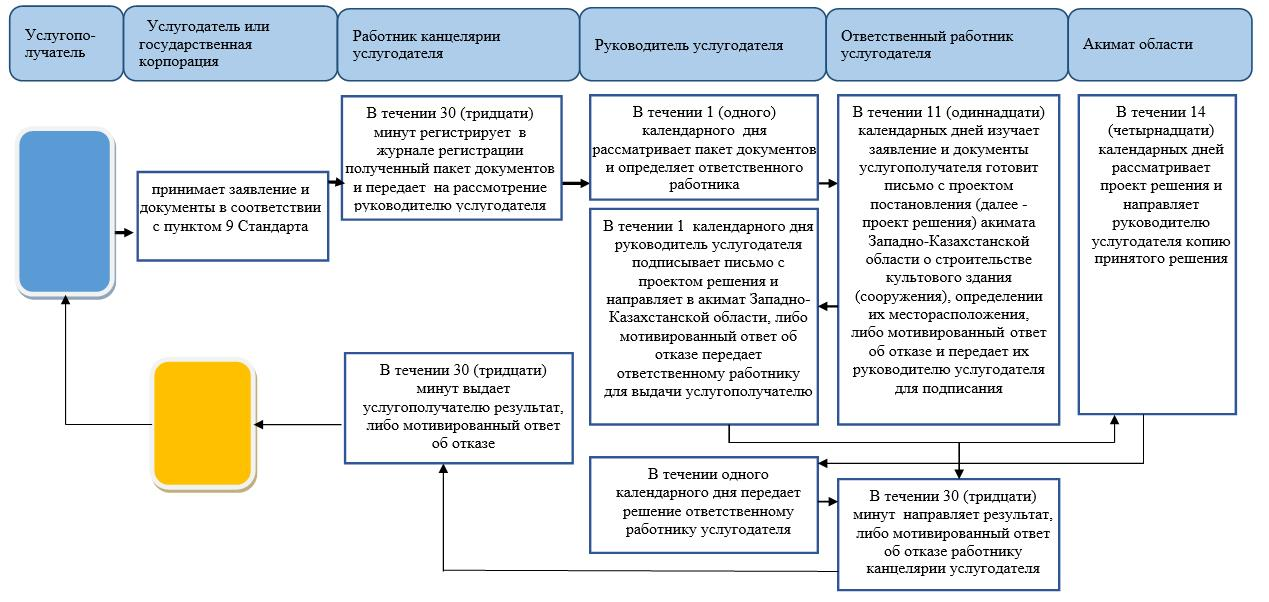 Услугопо-
лучатель
Услугодатель или
государственная
корпорация
Работник канцелярии
услугодателя
Руководитель услугодателя
Ответственный работник
услугодателя
Акимат области
принимает заявление и
документы в соответствии
с пунктом 9 Стандарта
В течении 30 (тридцати)
минут регистрирует в
журнале регистрации
полученный пакет документов
и передает на рассмотрение
руководителю услугодателя
В течении 1 (одного)
календарного дня
рассматривает пакет документов
и определяет ответственного
работника
В течении 11 (одиннадцати)
календарных дней изучает
заявление и документы
услугополучателя готовит
письмо с проектом
постановления (далее -
проект решения) акимата
Западно-Казахстанской
области о строительстве
культового здания
(сооружения), определении
их месторасположения,
либо мотивированный ответ
об отказе и передает их
руководителю услугодателя
для подписания
В течении 14
(четырнадцати)
календарных дней
рассматривает
проект решения и
направляет
руководителю
услугодателя копию
принятого решения
В течении 1 календарного дня
руководитель услугодателя
подписывает письмо с
проектом решения и
направляет в акимат Западно-
Казахстанской области, либо
мотивированный ответ об
отказе передает
ответственному работнику
для выдачи услугополучателю
В течении 30 (тридцати)
минут выдает
услугополучателю результат,
либо мотивированный ответ
об отказе
В течении одного
календарного дня передает
решение ответственному
работнику услугодателя
В течении 30 (тридцати)
минут направляет результат,
либо мотивированный ответ
об отказе работнику
канцелярии услугодателя